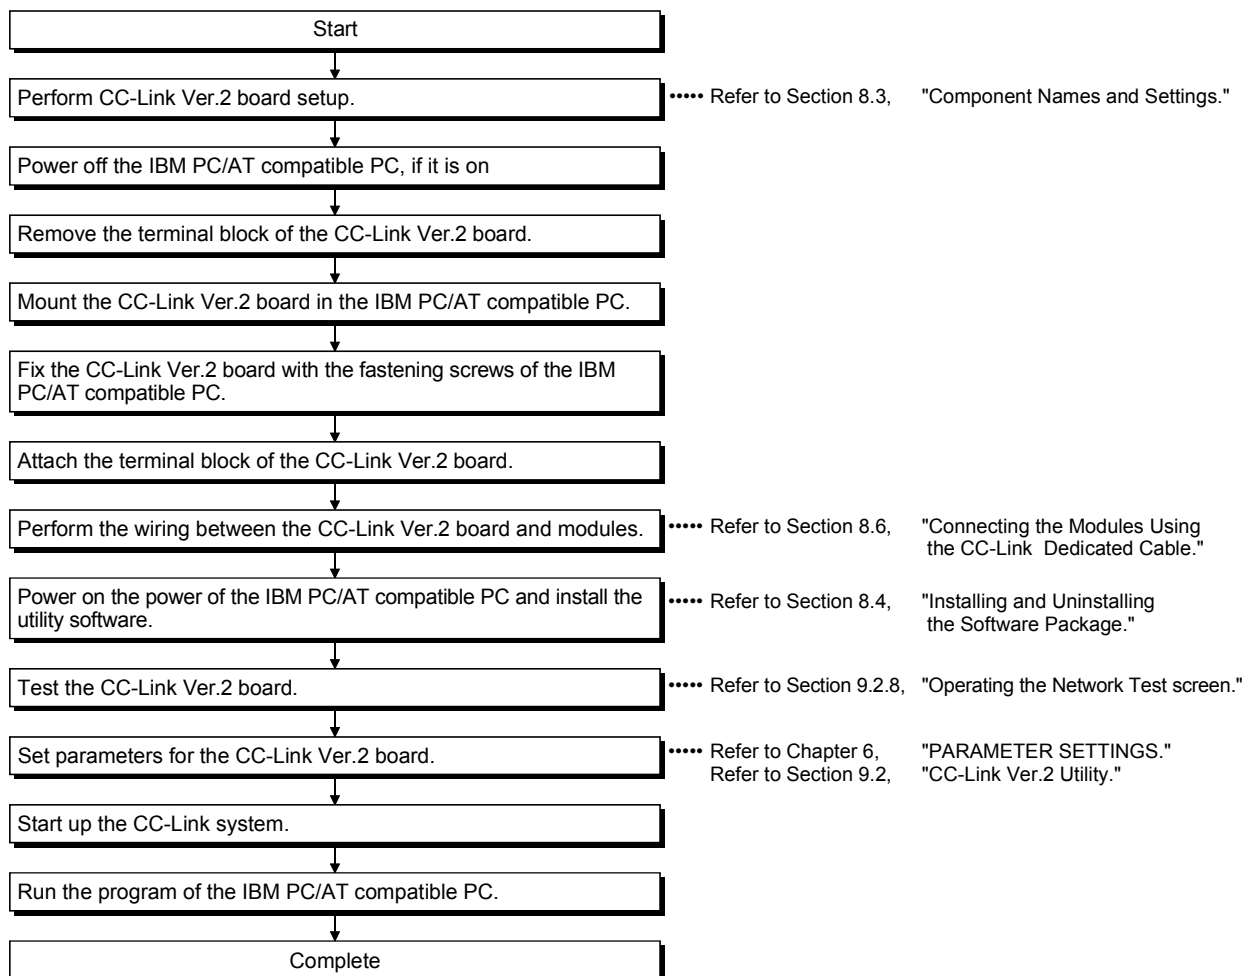 Start
Perform CC-Link Ver.2 board setup.
••••• Refer to Section 8.3, "Component Names and Settings."
Power off the IBM PC/AT compatible PC, if it is on
Remove the terminal block of the CC-Link Ver.2 board.
Mount the CC-Link Ver.2 board in the IBM PC/AT compatible PC.
Fix the CC-Link Ver.2 board with the fastening screws of the IBM
PC/AT compatible PC.
Attach the terminal block of the CC-Link Ver.2 board.
Perform the wiring between the CC-Link Ver.2 board and modules.
••••• Refer to Section 8.6, "Connecting the Modules Using
the CC-Link Dedicated Cable."
Power on the power of the IBM PC/AT compatible PC and install the
utility software.
••••• Refer to Section 8.4, "Installing and Uninstalling
the Software Package."
Test the CC-Link Ver.2 board.
••••• Refer to Section 9.2.8, "Operating the Network Test screen."
Set parameters for the CC-Link Ver.2 board.
••••• Refer to Chapter 6, "PARAMETER SETTINGS."
Refer to Section 9.2, "CC-Link Ver.2 Utility."
Start up the CC-Link system.
Run the program of the IBM PC/AT compatible PC.
Complete